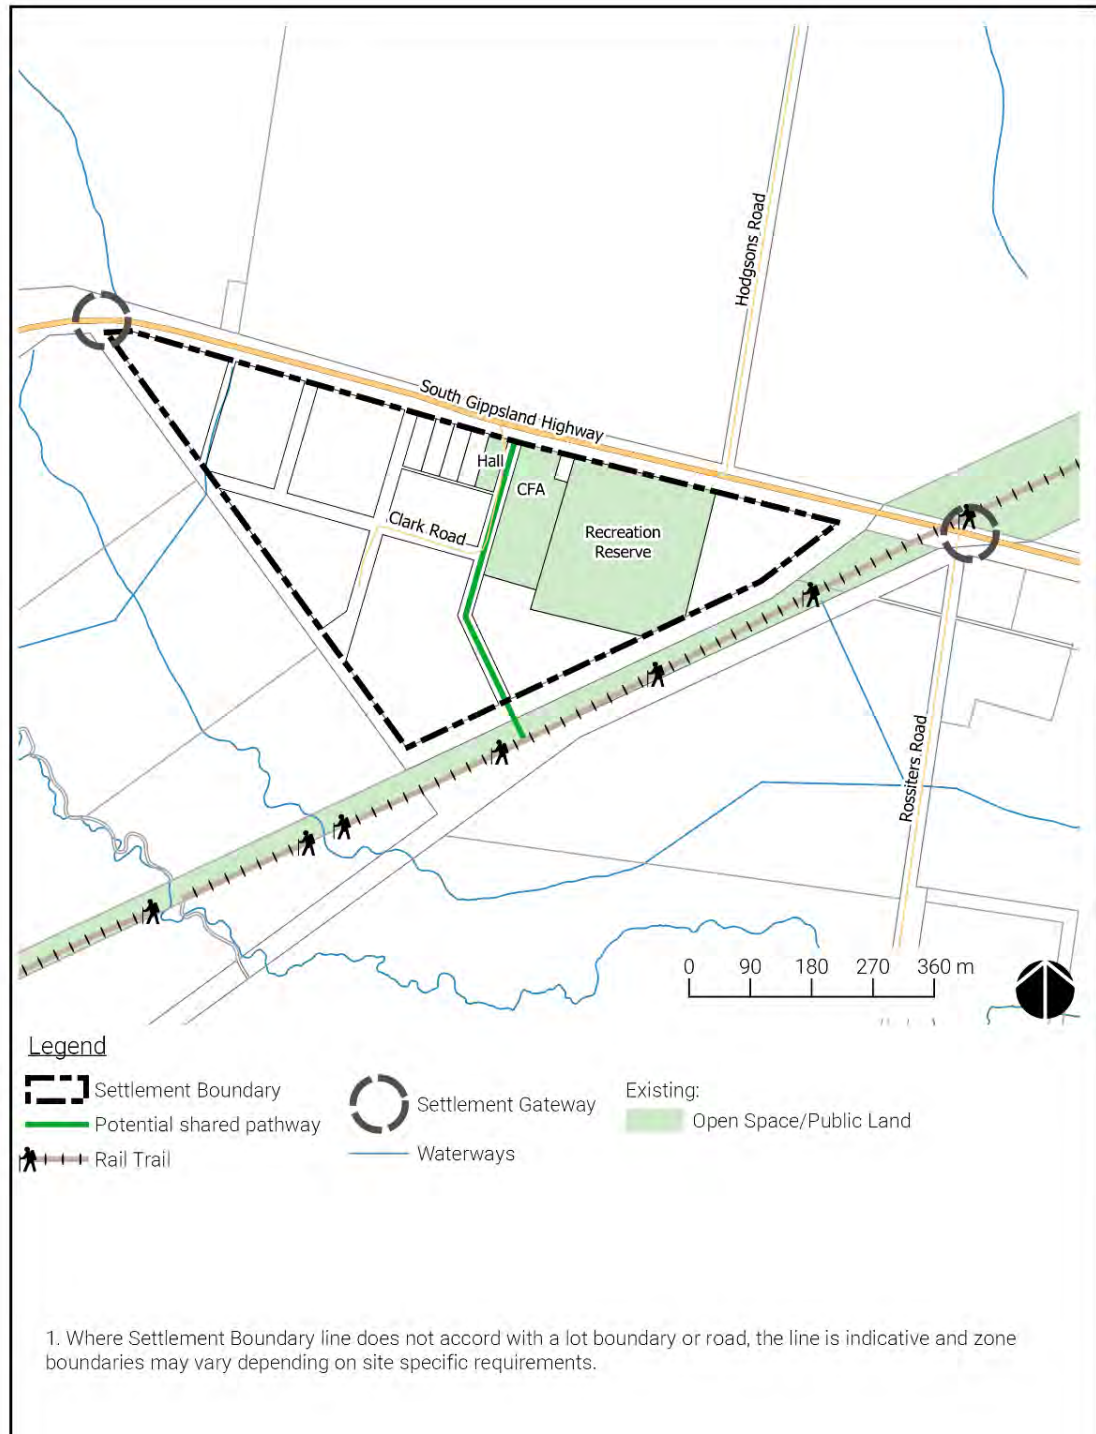 Hodgsons Road
South Gippsland Highway
Hall
CFA
Clark Road
Recreation
Reserve
Rossiters Road
0 90 180 270 360 m
Legend
Settlement Boundary
Potential shared pathway
Rail Trail
Settlement Gateway
Waterways
Existing:
Open Space/Public Land
1. Where Settlement Boundary line does not accord with a lot boundary or road, the line is indicative and zone
boundaries may vary depending on site specific requirements.